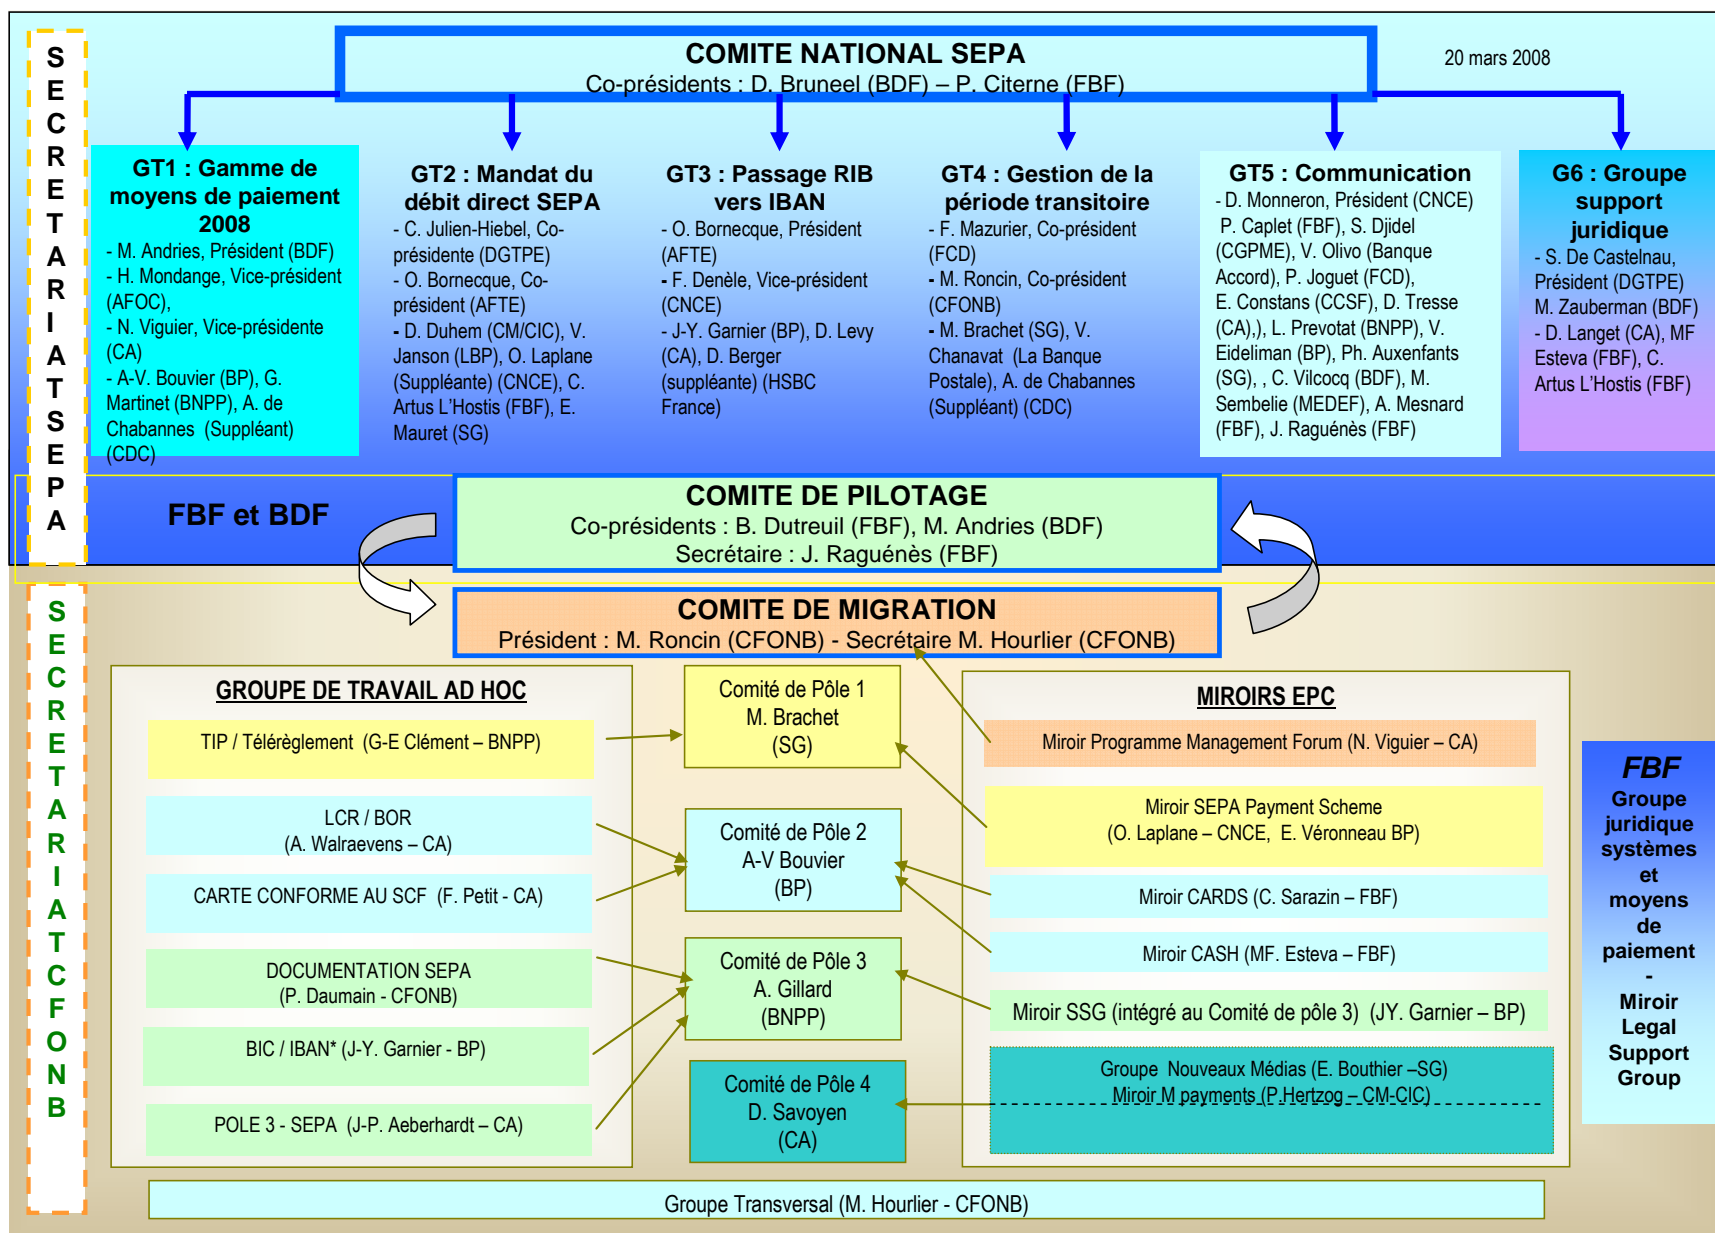 SECRETARIATSEPA
COMITE NATIONAL SEPA
Co-présidents : D. Bruneel (BDF) – P. Citerne (FBF)
20 mars 2008
GT1 : Gamme de
moyens de paiement
2008
- M. Andries, Président (BDF)
- H. Mondange, Vice-président
(AFOC),
- N. Viguier, Vice-présidente
(CA)
- A-V. Bouvier (BP), G.
Martinet (BNPP), A. de
Chabannes (Suppléant)
(CDC)
GT2 : Mandat du
débit direct SEPA
- C. Julien-Hiebel, Co-
présidente (DGTPE)
- O. Bornecque, Co-
président (AFTE)
- D. Duhem (CM/CIC), V.
Janson (LBP), O. Laplane
(Suppléante) (CNCE), C.
Artus L'Hostis (FBF), E.
Mauret (SG)
GT3 : Passage RIB
vers IBAN
- O. Bornecque, Président
(AFTE)
- F. Denèle, Vice-président
(CNCE)
- J-Y. Garnier (BP), D. Levy
(CA), D. Berger
(suppléante) (HSBC
France)
GT4 : Gestion de la
période transitoire
- F. Mazurier, Co-président
(FCD)
- M. Roncin, Co-président
(CFONB)
- M. Brachet (SG), V.
Chanavat (La Banque
Postale), A. de Chabannes
(Suppléant) (CDC)
GT5 : Communication
- D. Monneron, Président (CNCE)
P. Caplet (FBF), S. Djidel
(CGPME), V. Olivo (Banque
Accord), P. Joguet (FCD),
E. Constans (CCSF), D. Tresse
(CA),), L. Prevotat (BNPP), V.
Eideliman (BP), Ph. Auxenfants
(SG), , C. Vilcocq (BDF), M.
Sembelie (MEDEF), A. Mesnard
(FBF), J. Raguénès (FBF)
G6 : Groupe
support
juridique
- S. De Castelnau,
Président (DGTPE)
M. Zauberman (BDF)
- D. Langet (CA), MF
Esteva (FBF), C.
Artus L'Hostis (FBF)
FBF et BDF
COMITE DE PILOTAGE
Co-présidents : B. Dutreuil (FBF), M. Andries (BDF)
Secrétaire : J. Raguénès (FBF)
SECRETARIATCFONB
COMITE DE MIGRATION
Président : M. Roncin (CFONB) - Secrétaire M. Hourlier (CFONB)
GROUPE DE TRAVAIL AD HOC
TIP / Télérèglement (G-E Clément – BNPP)
LCR / BOR
(A. Walraevens – CA)
CARTE CONFORME AU SCF (F. Petit - CA)
DOCUMENTATION SEPA
(P. Daumain - CFONB)
BIC / IBAN* (J-Y. Garnier - BP)
POLE 3 - SEPA (J-P. Aeberhardt – CA)
Comité de Pôle 1
M. Brachet
(SG)
Comité de Pôle 2
A-V Bouvier
(BP)
Comité de Pôle 3
A. Gillard
(BNPP)
Comité de Pôle 4
D. Savoyen
(CA)
MIROIRS EPC
Miroir Programme Management Forum (N. Viguier – CA)
Miroir SEPA Payment Scheme
(O. Laplane – CNCE, E. Véronneau BP)
Miroir CARDS (C. Sarazin – FBF)
Miroir CASH (MF. Esteva – FBF)
Miroir SSG (intégré au Comité de pôle 3) (JY. Garnier – BP)
Groupe Nouveaux Médias (E. Bouthier –SG)
Miroir M payments (P.Hertzog – CM-CIC)
FBF
Groupe
juridique
systèmes
et
moyens
de
paiement
-
Miroir
Legal
Support
Group
Groupe Transversal (M. Hourlier - CFONB)